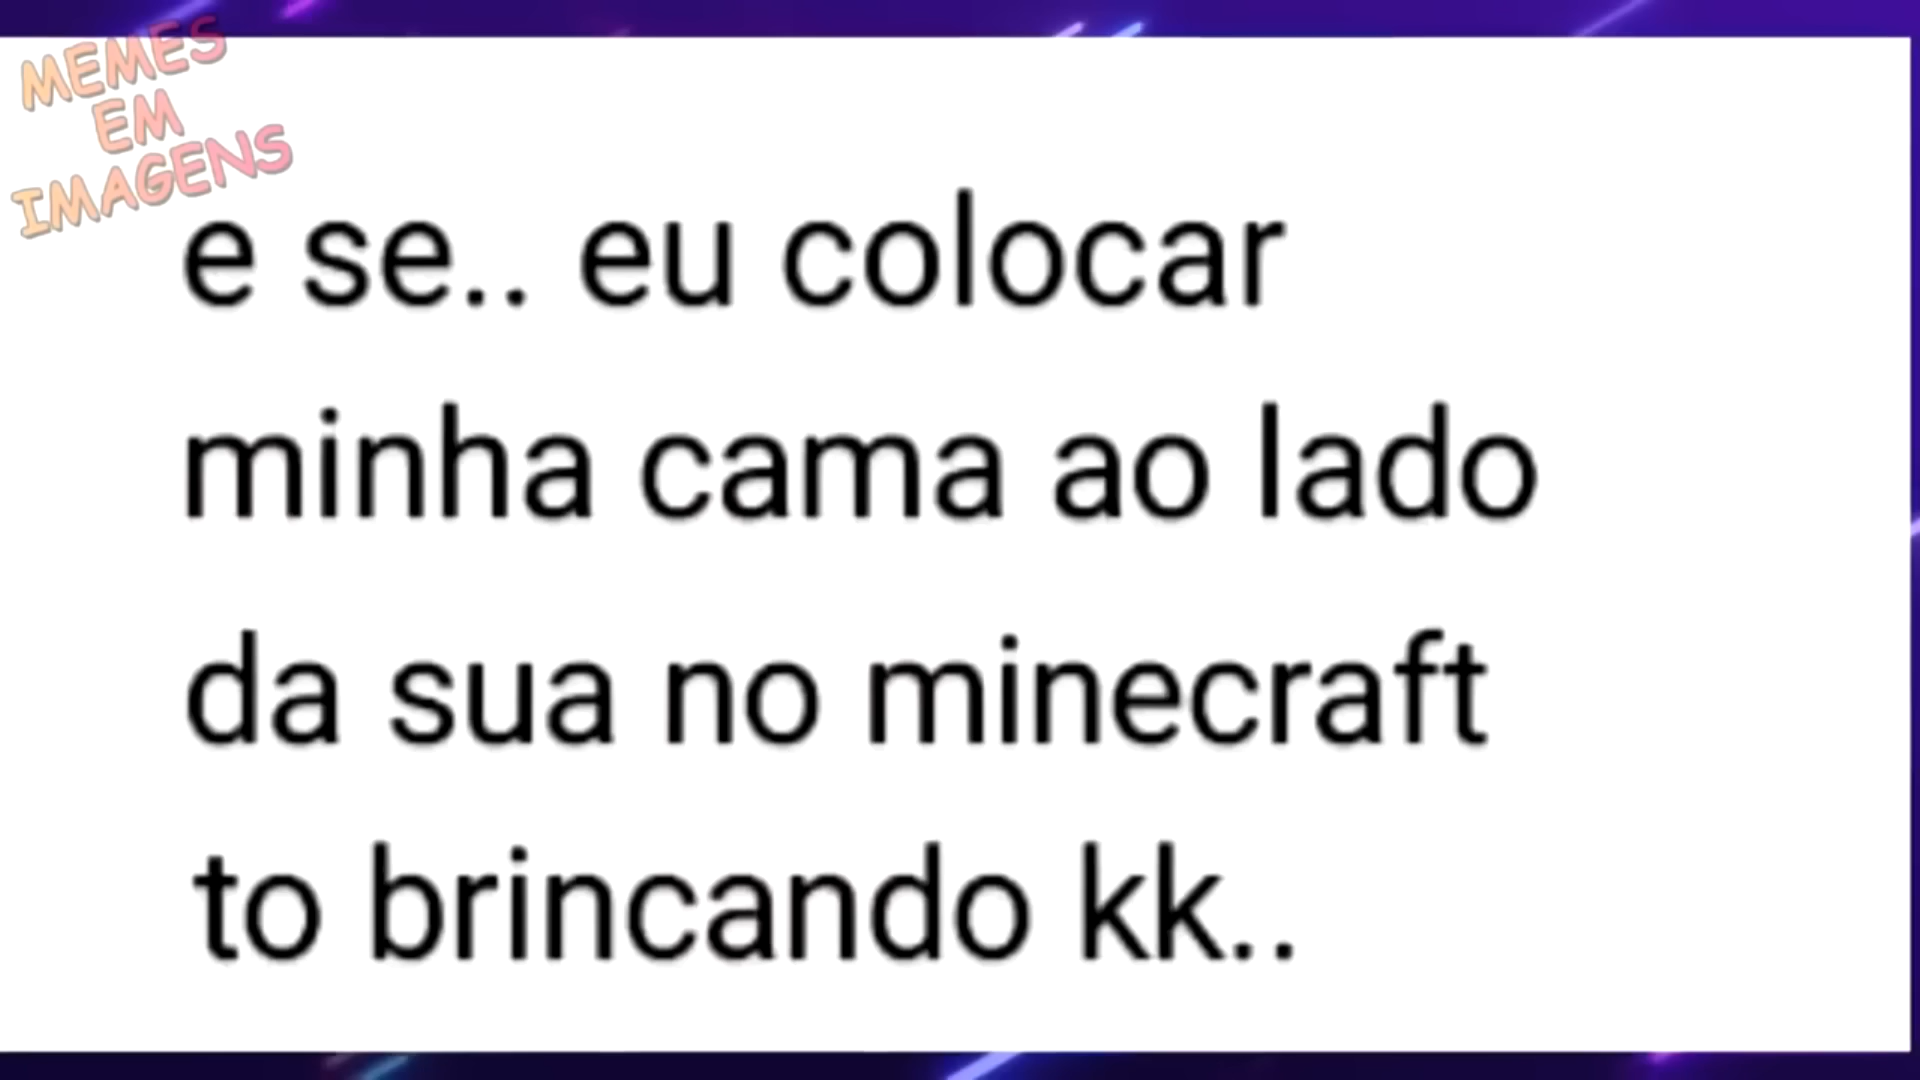 MEMES
EM
IMAGENS
e se.. eu colocar
minha cama ao lado
da sua no minecraft
to brincando kk..